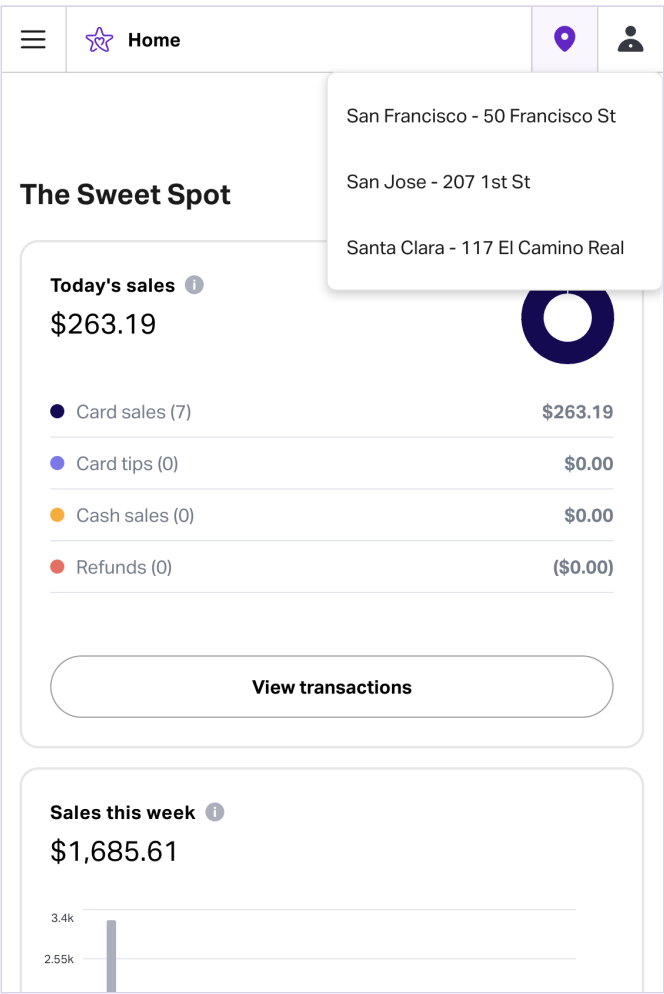 Home
San Francisco - 50 Francisco St
San Jose - 207 1st St
Santa Clara - 117 El Camino Real
The Sweet Spot
Today's sales i
$263.19
Card sales (7) $263.19
Card tips (0) $0.00
Cash sales (0) $0.00
Refunds (0) ($0.00)
View transactions
Sales this week i
$1,685.61
3.4k
2.55k